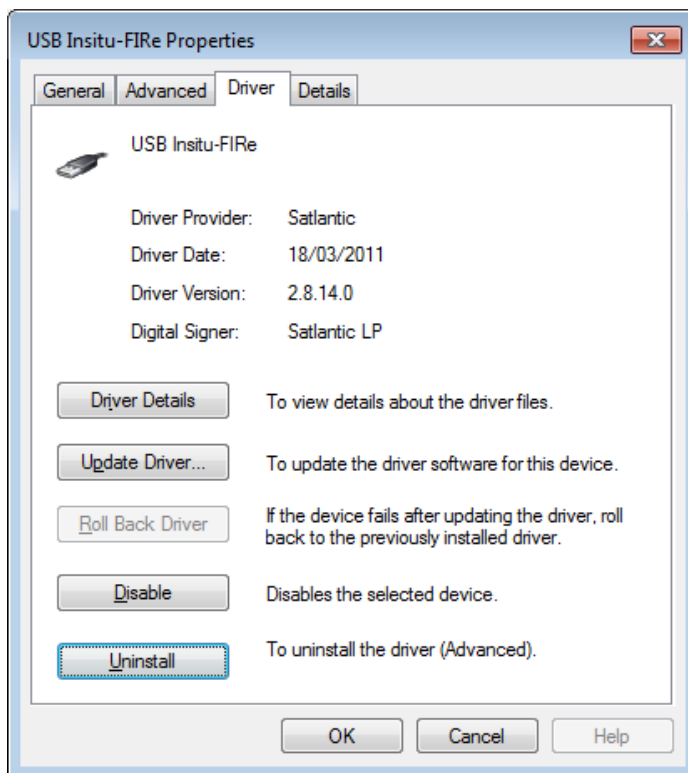 USB Insitu-FIRe Properties
General Advanced Driver Details
USB Insitu-FIRe
Driver Provider: Satlantic
Driver Date: 18/03/2011
Driver Version: 2.8.14.0
Digital Signer: Satlantic LP
Driver Details To view details about the driver files.
Update Driver... To update the driver software for this device.
Roll Back Driver If the device fails after updating the driver, roll
back to the previously installed driver.
Disable Disables the selected device.
Uninstall To uninstall the driver (Advanced).
OK Cancel Help